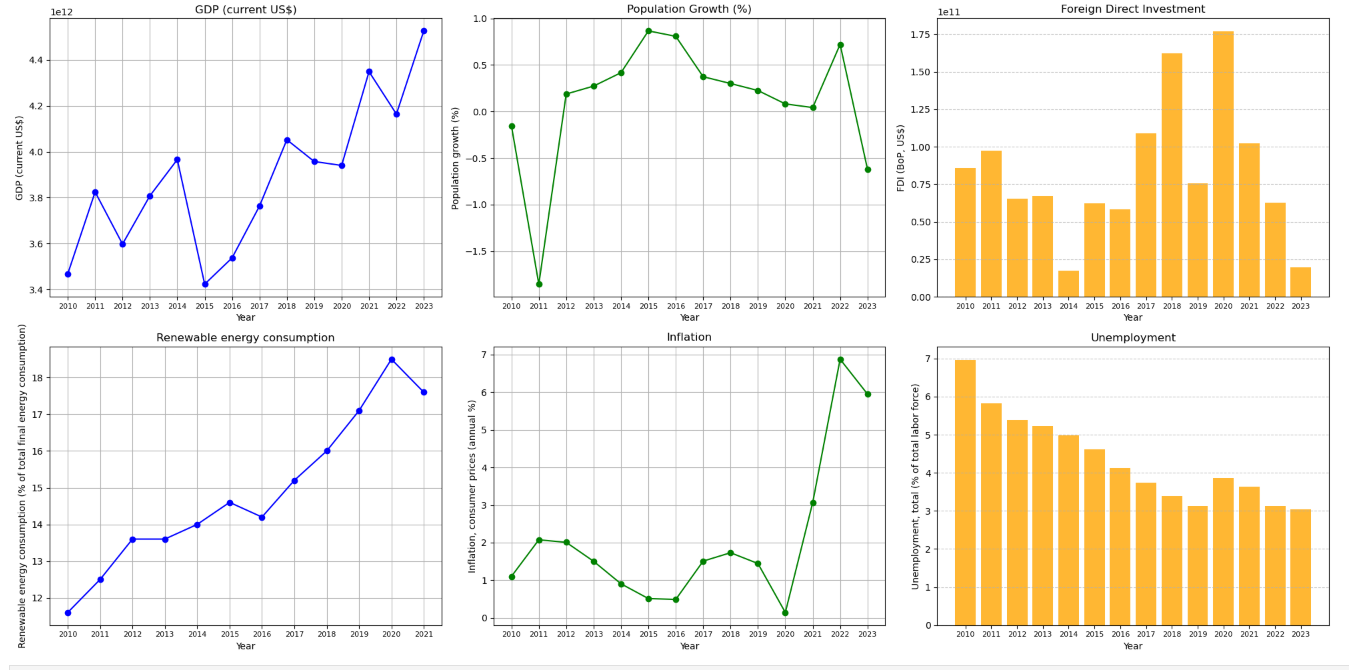 GDP (current US$)
1e12
GDP (current US$)
4.4
4.2
4.0
3.8
3.6
3.4
2010 2011 2012 2013 2014 2015 2016 2017 2018 2019 2020 2021 2022 2023
Year
Population Growth (%)
Population growth (%)
1.0
0.5
0.0
−0.5
−1.0
−1.5
2010 2011 2012 2013 2014 2015 2016 2017 2018 2019 2020 2021 2022 2023
Year
Foreign Direct Investment
1e11
FDI (BoP, US$)
1.75
1.50
1.25
1.00
0.75
0.50
0.25
0.00
2010 2011 2012 2013 2014 2015 2016 2017 2018 2019 2020 2021 2022 2023
Year
Renewable energy consumption
Renewable energy consumption (% of total final energy consumption)
18
17
16
15
14
13
12
2010 2011 2012 2013 2014 2015 2016 2017 2018 2019 2020 2021
Year
Inflation
Inflation, consumer prices (annual %)
7
6
5
4
3
2
1
0
2010 2011 2012 2013 2014 2015 2016 2017 2018 2019 2020 2021 2022 2023
Year
Unemployment
Unemployment, total (% of total labor force)
7
6
5
4
3
2
1
0
2010 2011 2012 2013 2014 2015 2016 2017 2018 2019 2020 2021 2022 2023
Year